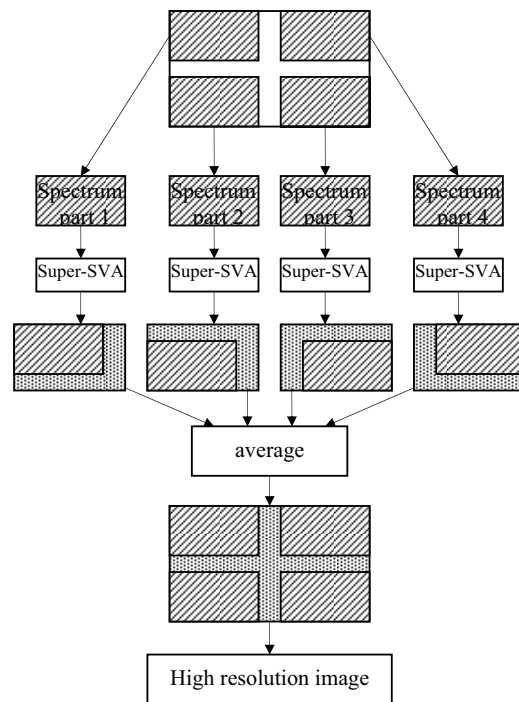 Spectrum
part 1
Spectrum
part 2
Spectrum
part 3
Spectrum
part 4
Super-SVA
Super-SVA
Super-SVA
Super-SVA
average
High resolution image